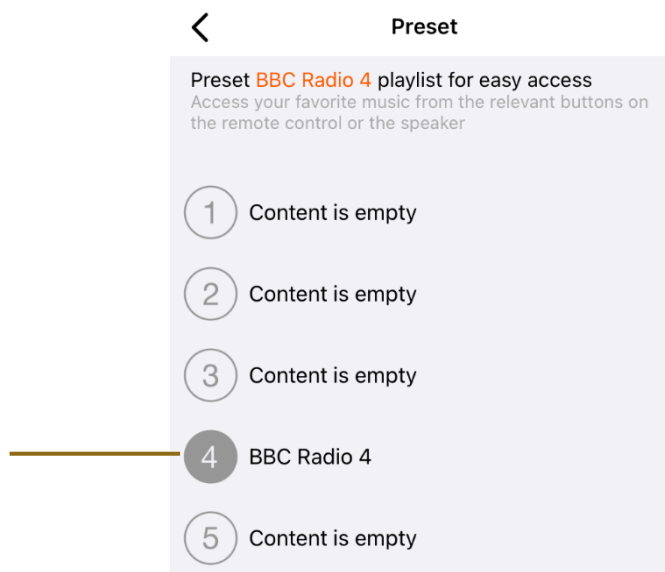 Preset
Preset BBC Radio 4 playlist for easy access
Access your favorite music from the relevant buttons on
the remote control or the speaker
1 Content is empty
2 Content is empty
3 Content is empty
4 BBC Radio 4
5 Content is empty